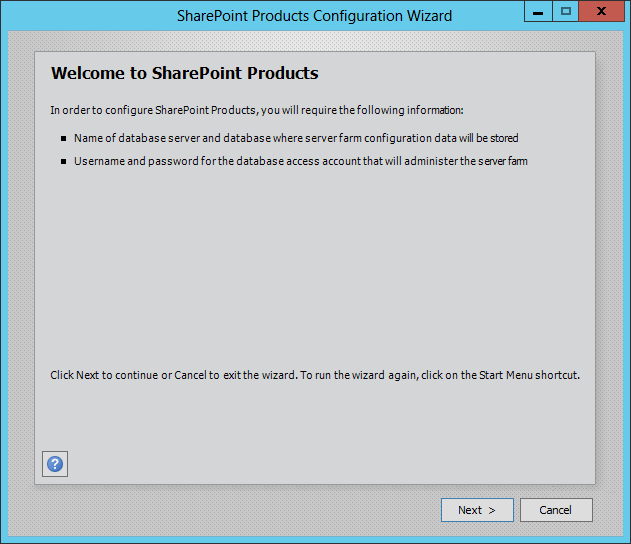 SharePoint Products Configuration Wizard
Welcome to SharePoint Products
In order to configure SharePoint Products, you will require the following information:
Name of database server and database where server farm configuration data will be stored
Username and password for the database access account that will administer the server farm
Click Next to continue or Cancel to exit the wizard. To run the wizard again, click on the Start Menu shortcut.
?
Next >
Cancel